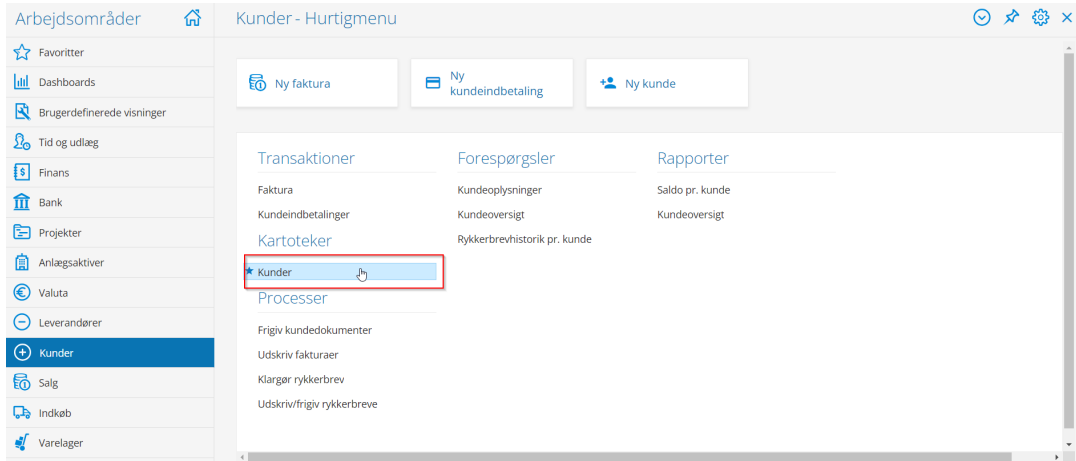 Arbejdsområder
Favoritter
Dashboards
Brugerdefinerede visninger
Tid og udlæg
Finans
Bank
Projekter
Anlægsaktiver
Valuta
Leverandører
Kunder
Salg
Indkøb
Varelager
Kunder - Hurtigmenu
Ny faktura
Ny
kundeindbetaling
Ny kunde
Transaktioner
Faktura
Kundeindbetalinger
Kartoteker
Kunder
Processer
Frigiv kundedokumenter
Udskriv fakturaer
Klargør rykkerbrev
Udskriv/frigiv rykkerbreve
Forespørgsler
Kundeoplysninger
Kundeoversigt
Rykkerbrevhistorik pr. kunde
Rapporter
Saldo pr. kunde
Kundeoversigt